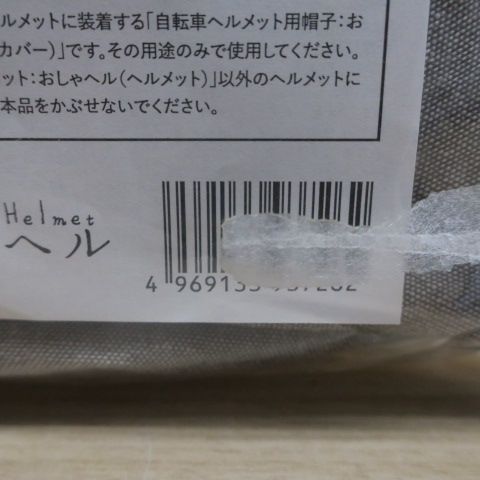 ルメットに装着する「自転車ヘルメット用帽子：お
カバー）」です。その用途のみで使用してください。
ット：おしゃヘル（ヘルメット）」以外のヘルメットに
本品をかぶせないでください。
Helmet
ヘル
4